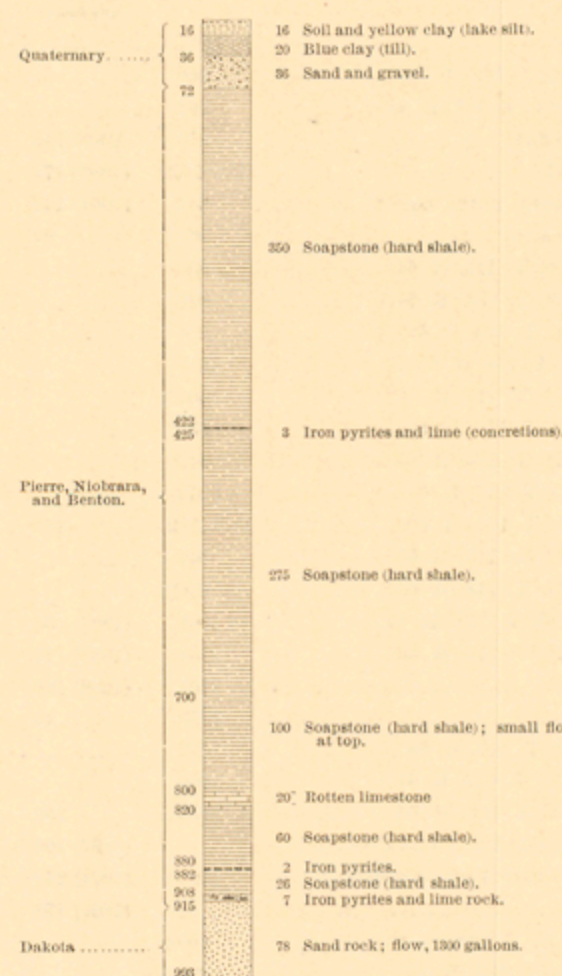 16 16 Soil and yellow clay (lake silt).
Quaternary. ..... 36 20 Blue clay (till).
36 Sand and gravel.
72
350 Soapstone (hard shale).
422
425 3 Iron pyrites and lime (concretions)
Pierre, Niobrara,
and Benton.
275 Soapstone (hard shale).
700
100 Soapstone (hard shale); small flo
at top.
800
20 Rotten limestone
820
60 Soapstone (hard shale).
880 2 Iron pyrites.
882
26 Soapstone (hard shale).
908 7 Iron pyrites and lime rock.
915
Dakota .......... 78 Sand rock; flow, 1300 gallons.
993